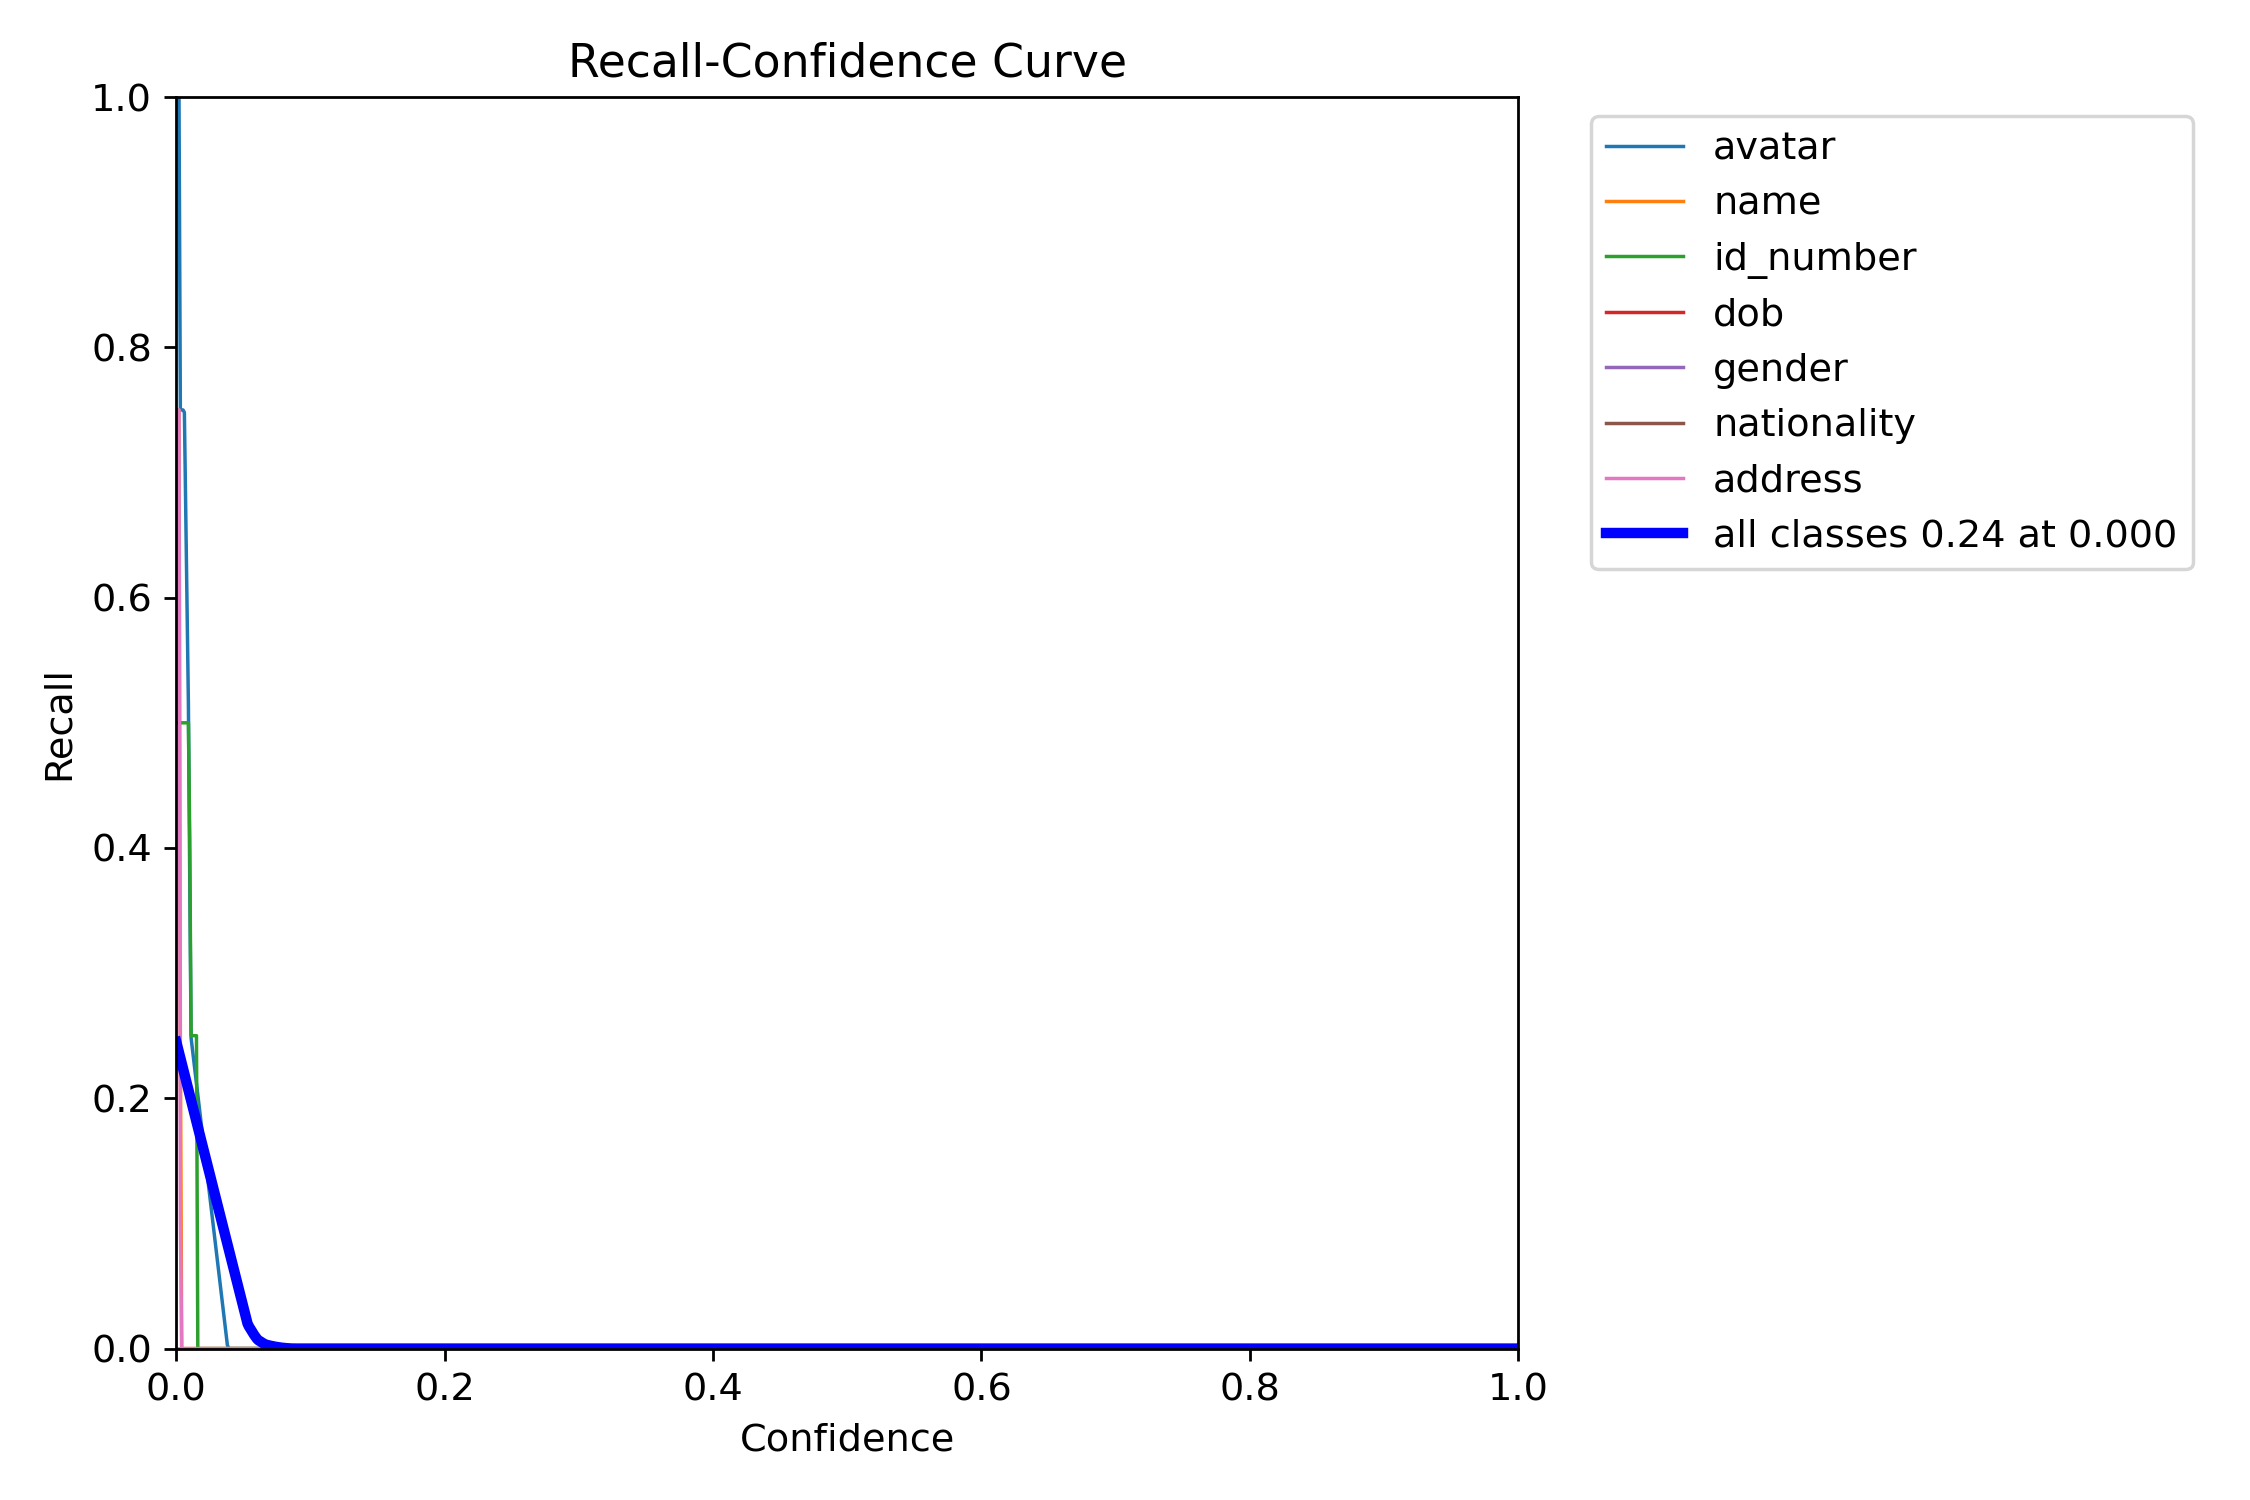 Recall-Confidence Curve
1.0
0.8
0.6
0.4
0.2
0.0
Recall
0.0 0.2 0.4 0.6 0.8 1.0
Confidence
avatar
name
id_number
dob
gender
nationality
address
all classes 0.24 at 0.000